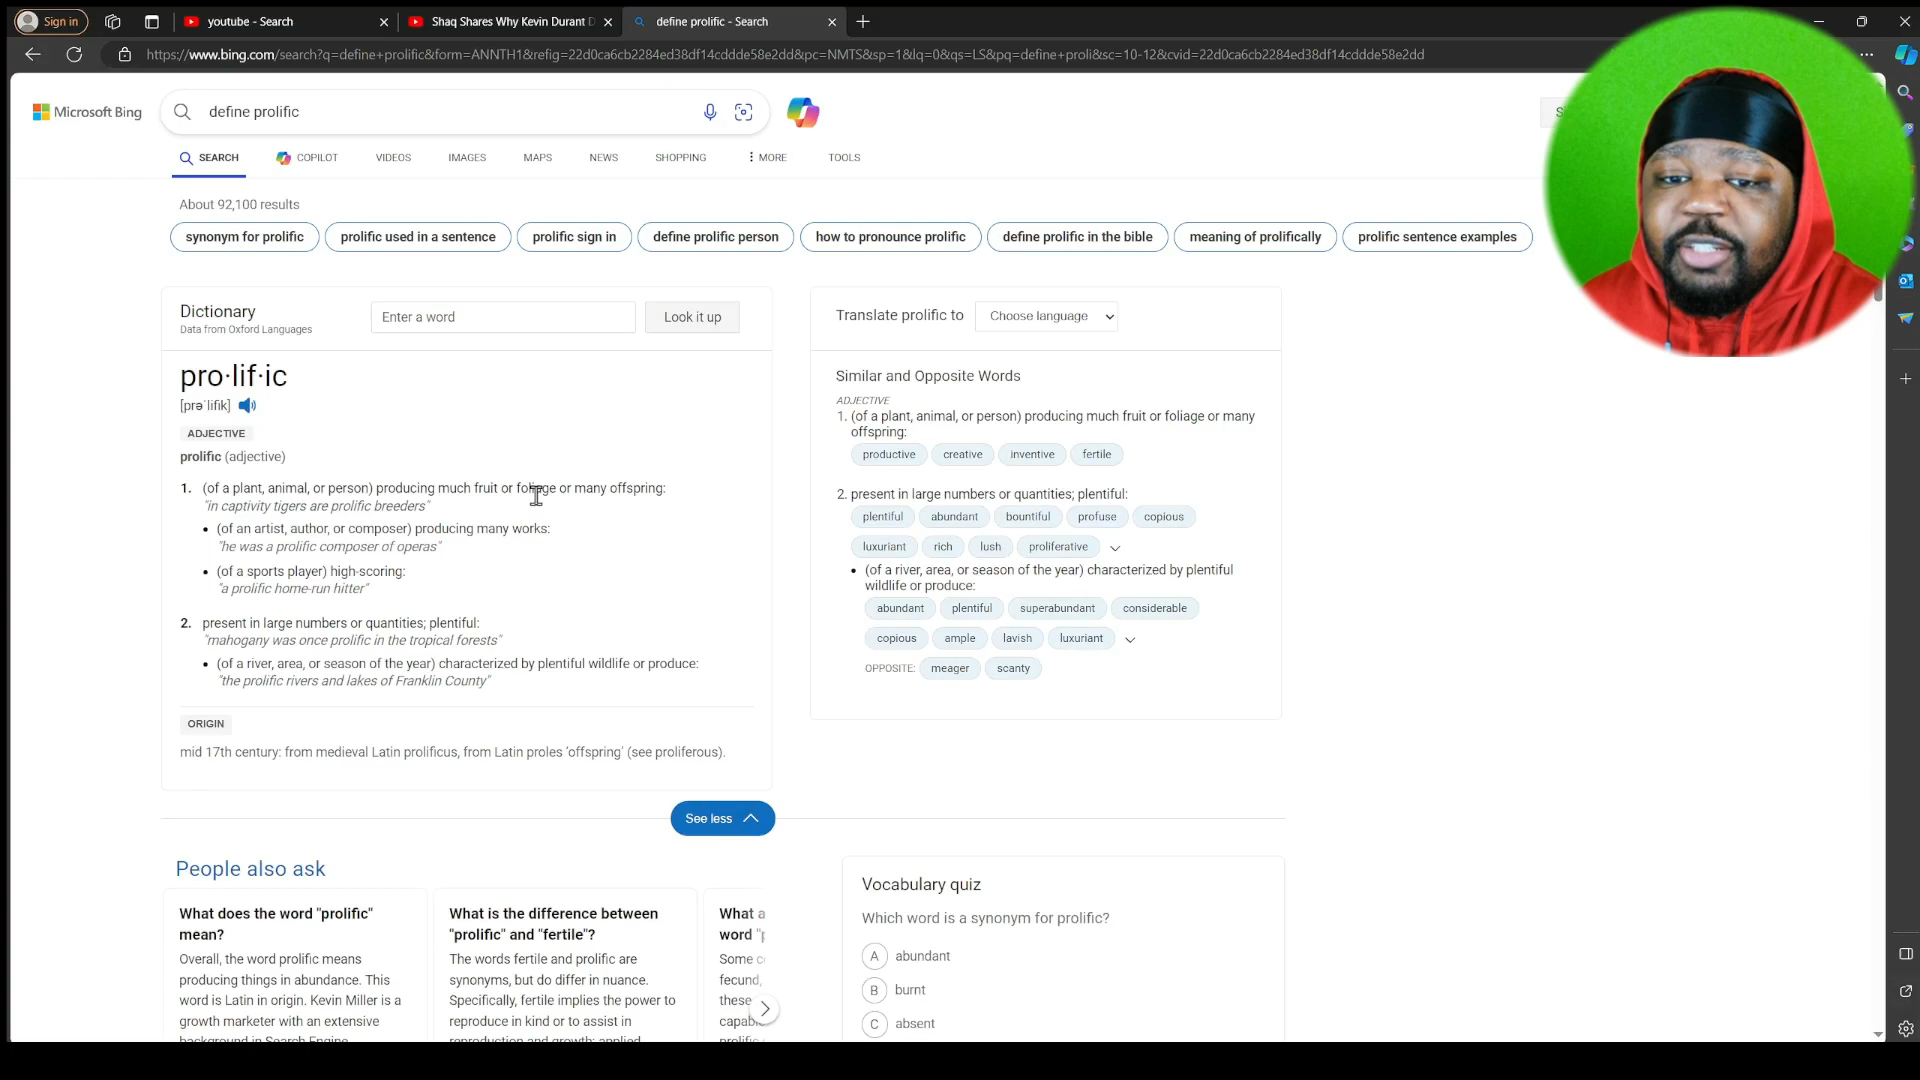 Sign in
youtube - Search
Shaq Shares Why Kevin Durant D
define prolific - Search
https://www.bing.com/search?q=define+prolific&form=ANNTH1&refig=22d0ca6cb2284ed38df14cddde58e2dd&pc=NMTS&sp=1&lq=0&qs=LS&pq=define+proli&sc=10-12&cvid=22d0ca6cb2284ed38df14cddde58e2dd
Microsoft Bing
define prolific
SEARCH
COPILOT
VIDEOS
IMAGES
MAPS
NEWS
SHOPPING
MORE
TOOLS
About 92,100 results
synonym for prolific
prolific used in a sentence
prolific sign in
define prolific person
how to pronounce prolific
define prolific in the bible
meaning of prolifically
prolific sentence examples
Dictionary
Data from Oxford Languages
Enter a word
Look it up
pro·lif·ic
[prəˈlifik]
ADJECTIVE
prolific (adjective)
1. (of a plant, animal, or person) producing much fruit or foliage or many offspring:
"in captivity tigers are prolific breeders"
• (of an artist, author, or composer) producing many works:
"he was a prolific composer of operas"
• (of a sports player) high-scoring:
"a prolific home-run hitter"
2. present in large numbers or quantities; plentiful:
"mahogany was once prolific in the tropical forests"
• (of a river, area, or season of the year) characterized by plentiful wildlife or produce:
"the prolific rivers and lakes of Franklin County"
ORIGIN
mid 17th century: from medieval Latin prolificus, from Latin proles 'offspring' (see proliferous).
Translate prolific to
Choose language
Similar and Opposite Words
ADJECTIVE
1. (of a plant, animal, or person) producing much fruit or foliage or many
offspring:
productive
creative
inventive
fertile
2. present in large numbers or quantities; plentiful:
plentiful
abundant
bountiful
profuse
copious
luxuriant
rich
lush
proliferative
• (of a river, area, or season of the year) characterized by plentiful
wildlife or produce:
abundant
plentiful
superabundant
considerable
copious
ample
lavish
luxuriant
OPPOSITE:
meager
scanty
See less
People also ask
What does the word "prolific"
mean?
Overall, the word prolific means
producing things in abundance. This
word is Latin in origin. Kevin Miller is a
growth marketer with an extensive
background in Search Engine
What is the difference between
"prolific" and "fertile"?
The words fertile and prolific are
synonyms, but do differ in nuance.
Specifically, fertile implies the power to
reproduce in kind or to assist in
reproduction and growth; applied
What a
word "p
Some c
fecund,
these
capab
prolific
Vocabulary quiz
Which word is a synonym for prolific?
A abundant
B burnt
C absent